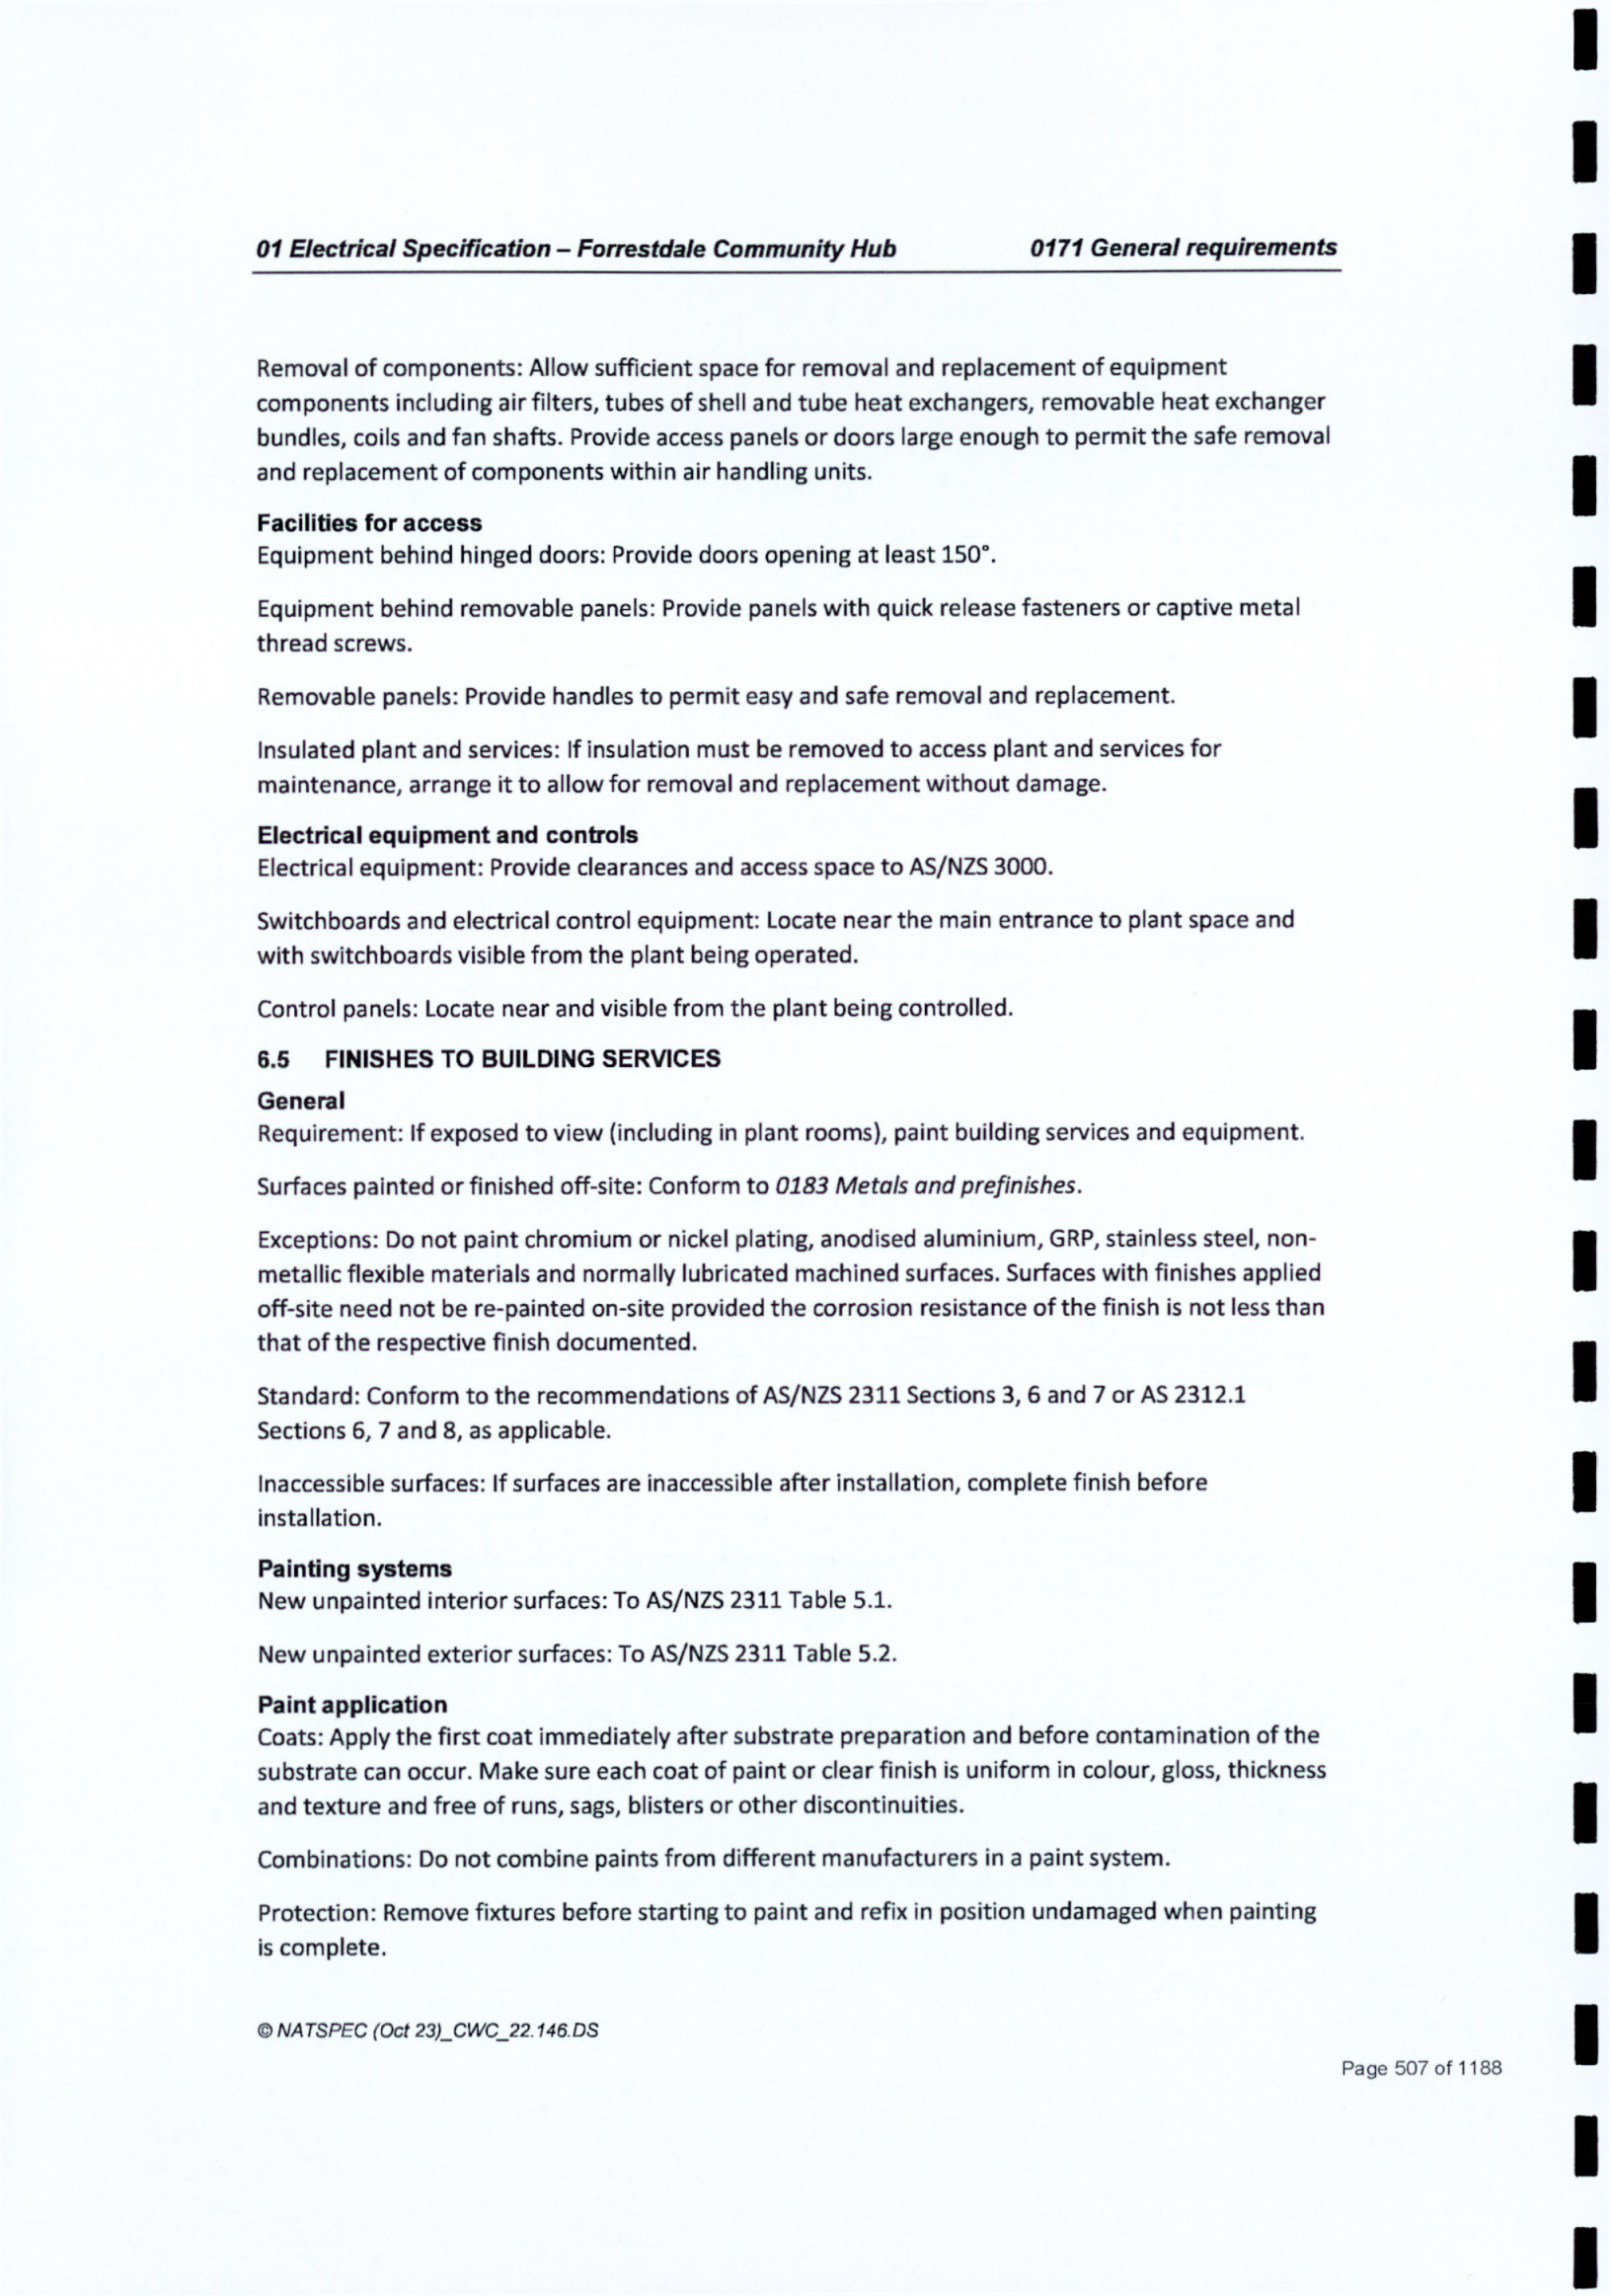 01 Electrical Specification – Forrestdale Community Hub 0171 General requirements
Removal of components: Allow sufficient space for removal and replacement of equipment
components including air filters, tubes of shell and tube heat exchangers, removable heat exchanger
bundles, coils and fan shafts. Provide access panels or doors large enough to permit the safe removal
and replacement of components within air handling units.
Facilities for access
Equipment behind hinged doors: Provide doors opening at least 150°.
Equipment behind removable panels: Provide panels with quick release fasteners or captive metal
thread screws.
Removable panels: Provide handles to permit easy and safe removal and replacement.
Insulated plant and services: If insulation must be removed to access plant and services for
maintenance, arrange it to allow for removal and replacement without damage.
Electrical equipment and controls
Electrical equipment: Provide clearances and access space to AS/NZS 3000.
Switchboards and electrical control equipment: Locate near the main entrance to plant space and
with switchboards visible from the plant being operated.
Control panels: Locate near and visible from the plant being controlled.
6.5 FINISHES TO BUILDING SERVICES
General
Requirement: If exposed to view (including in plant rooms), paint building services and equipment.
Surfaces painted or finished off-site: Conform to 0183 Metals and prefinishes.
Exceptions: Do not paint chromium or nickel plating, anodised aluminium, GRP, stainless steel, non-
metallic flexible materials and normally lubricated machined surfaces. Surfaces with finishes applied
off-site need not be re-painted on-site provided the corrosion resistance of the finish is not less than
that of the respective finish documented.
Standard: Conform to the recommendations of AS/NZS 2311 Sections 3, 6 and 7 or AS 2312.1
Sections 6, 7 and 8, as applicable.
Inaccessible surfaces: If surfaces are inaccessible after installation, complete finish before
installation.
Painting systems
New unpainted interior surfaces: To AS/NZS 2311 Table 5.1.
New unpainted exterior surfaces: To AS/NZS 2311 Table 5.2.
Paint application
Coats: Apply the first coat immediately after substrate preparation and before contamination of the
substrate can occur. Make sure each coat of paint or clear finish is uniform in colour, gloss, thickness
and texture and free of runs, sags, blisters or other discontinuities.
Combinations: Do not combine paints from different manufacturers in a paint system.
Protection: Remove fixtures before starting to paint and refix in position undamaged when painting
is complete.
© NATSPEC (Oct 23)_CWC_22.146.DS
Page 507 of 1188